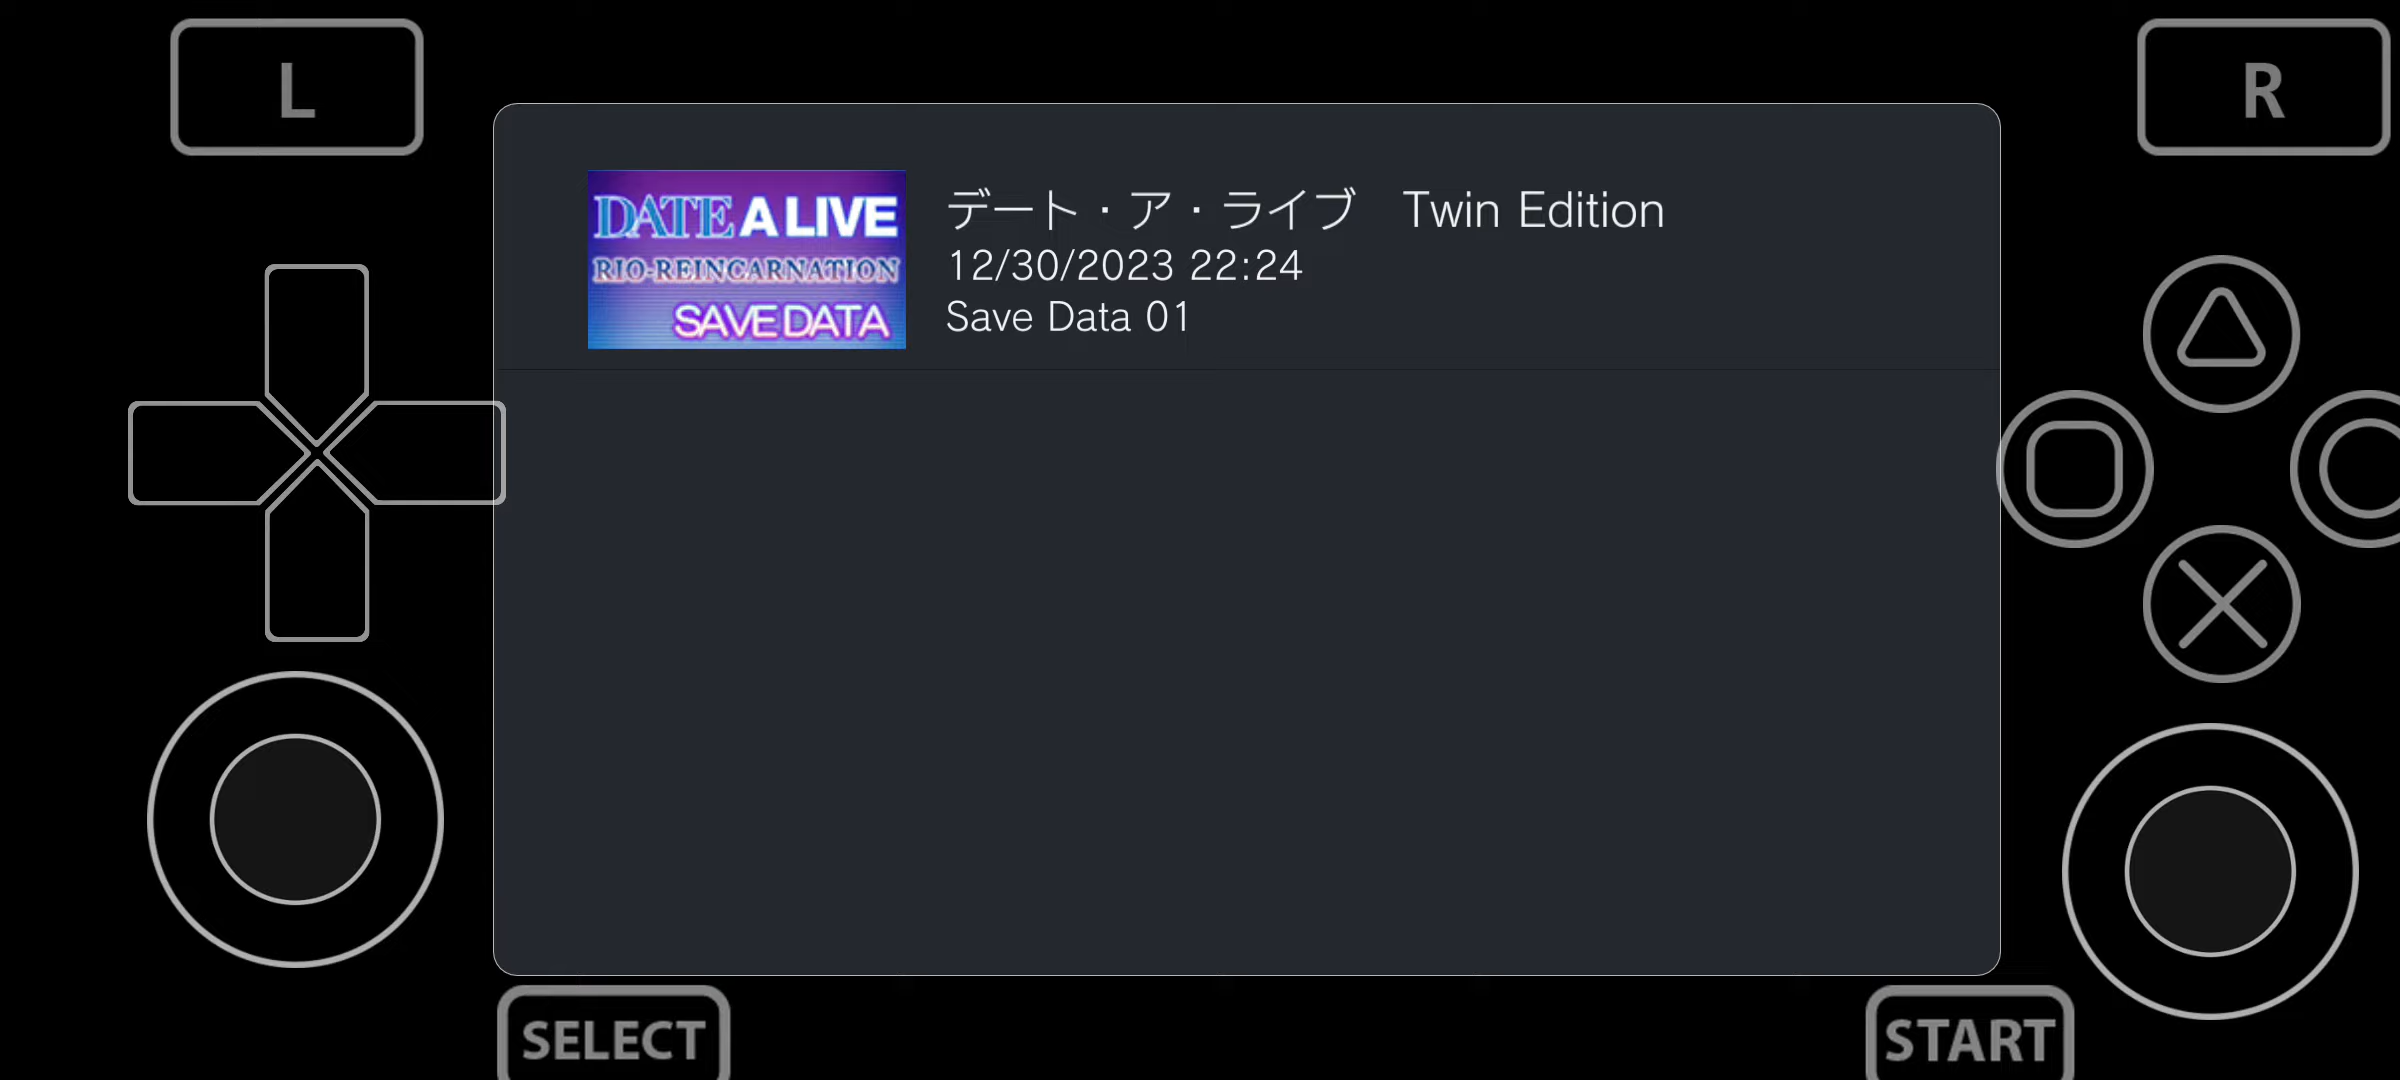 L
R
DATE A LIVE
RIO-REINCARNATION
SAVE DATA
デート・ア・ライブ　Twin Edition
12/30/2023 22:24
Save Data 01
SELECT
START